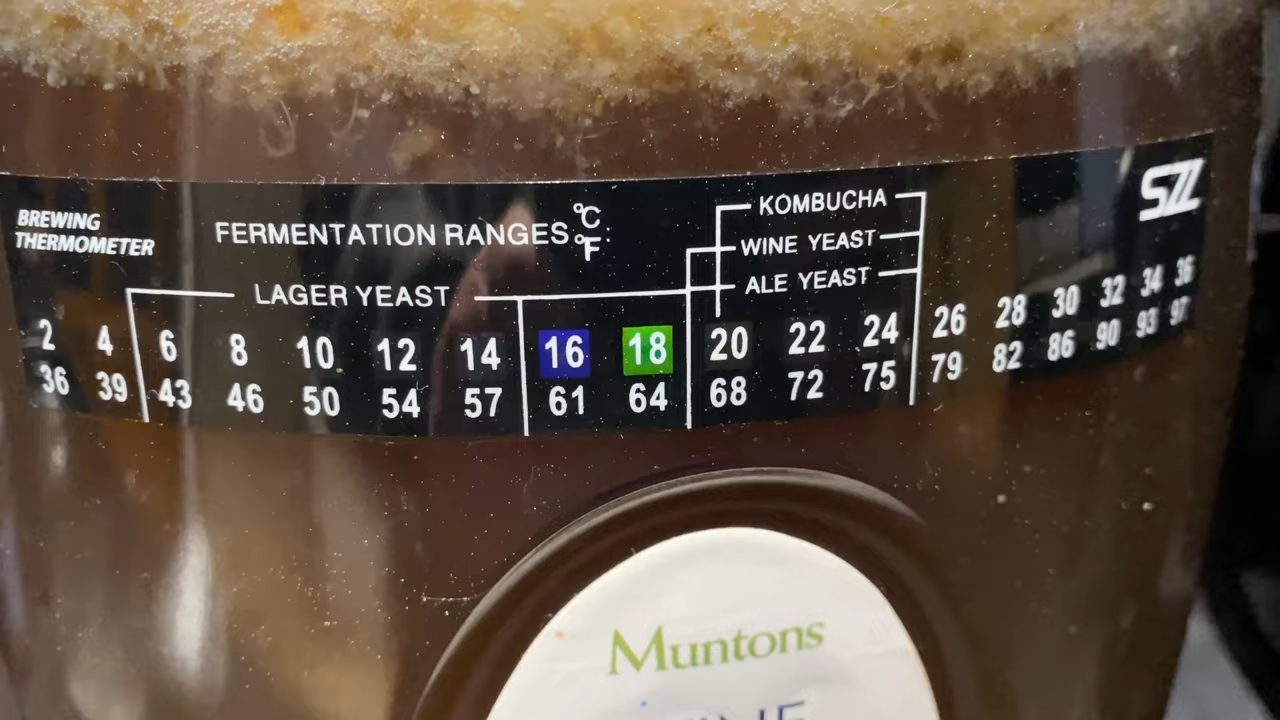 BREWING
THERMOMETER
FERMENTATION RANGES °C
°F:
KOMBUCHA
WINE YEAST
ALE YEAST
LAGER YEAST
SZL
2 4 6 8 10 12 14 16 18 20 22 24 26 28 30 32 34 36
36 39 43 46 50 54 57 61 64 68 72 75 79 82 86 90 93 97
Muntons